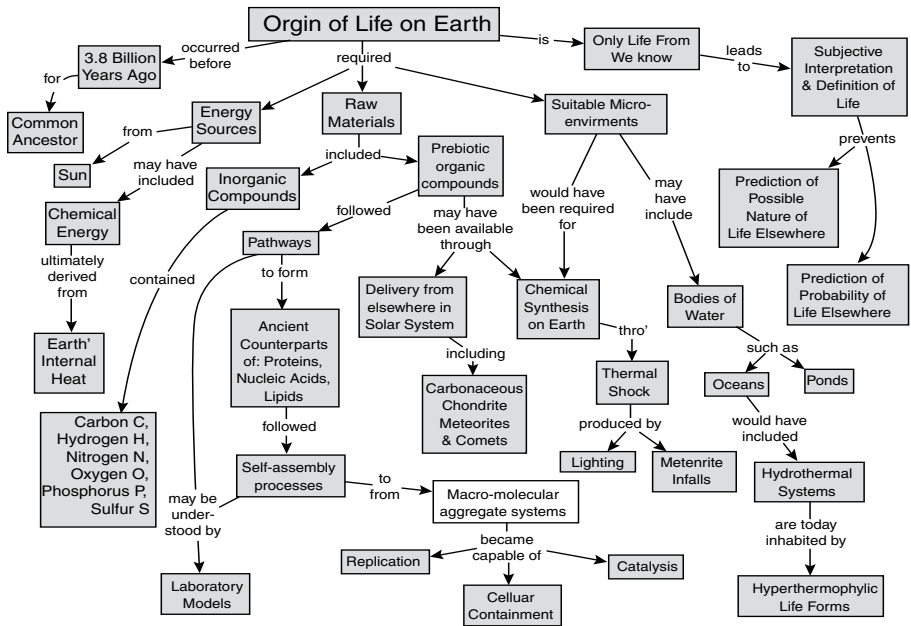 Orgin of Life on Earth
is
Only Life From
We know
leads
to
Subjective
Interpretation
& Definition of
Life
occurred
before
3.8 Billion
Years Ago
for
Common
Ancestor
required
Energy
Sources
from
Sun
may have
included
Chemical
Energy
ultimately
derived
from
Earth'
Internal
Heat
Raw
Materials
included
Inorganic
Compounds
contained
Carbon C,
Hydrogen H,
Nitrogen N,
Oxygen O,
Phosphorus P,
Sulfur S
Prebiotic
organic
compounds
followed
Pathways
to form
Ancient
Counterparts
of: Proteins,
Nucleic Acids,
Lipids
followed
Self-assembly
processes
may be
under-
stood by
Laboratory
Models
to
from
Macro-molecular
aggregate systems
became
capable of
Replication
Celluar
Containment
Catalysis
may have
been available
through
Delivery from
elsewhere in
Solar System
including
Carbonaceous
Chondrite
Meteorites
& Comets
Suitable Micro-
envirments
would have
been required
for
Chemical
Synthesis
on Earth
thro'
Thermal
Shock
produced by
Lighting
Metenrite
Infalls
may
have
include
Bodies of
Water
such as
Oceans
Ponds
would have
included
Hydrothermal
Systems
are today
inhabited by
Hyperthermophylic
Life Forms
prevents
Prediction of
Possible
Nature of
Life Elsewhere
Prediction of
Probability of
Life Elsewhere